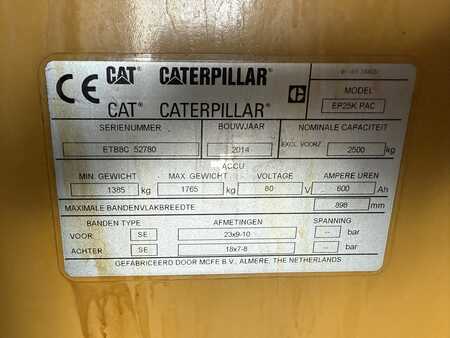 CE CAT CATERPILLAR
CAT® CATERPILLAR® C
MODEL
EP25K PAC
SERIENUMMER BOUWJAAR NOMINALE CAPACITEIT
ETB8C 52780 2014 EXCL. VOORZ. 2500 kg
ACCU
MIN. GEWICHT MAX. GEWICHT VOLTAGE AMPERE UREN
1385 kg 1765 kg 80 V 600 Ah
MAXIMALE BANDENVLAKBREEDTE 898 mm
BANDEN TYPE AFMETINGEN SPANNING
VOOR SE 23x9-10 -- bar
ACHTER SE 18x7-8 -- bar
GEFABRICEERD DOOR MCFE B.V., ALMERE, THE NETHERLANDS